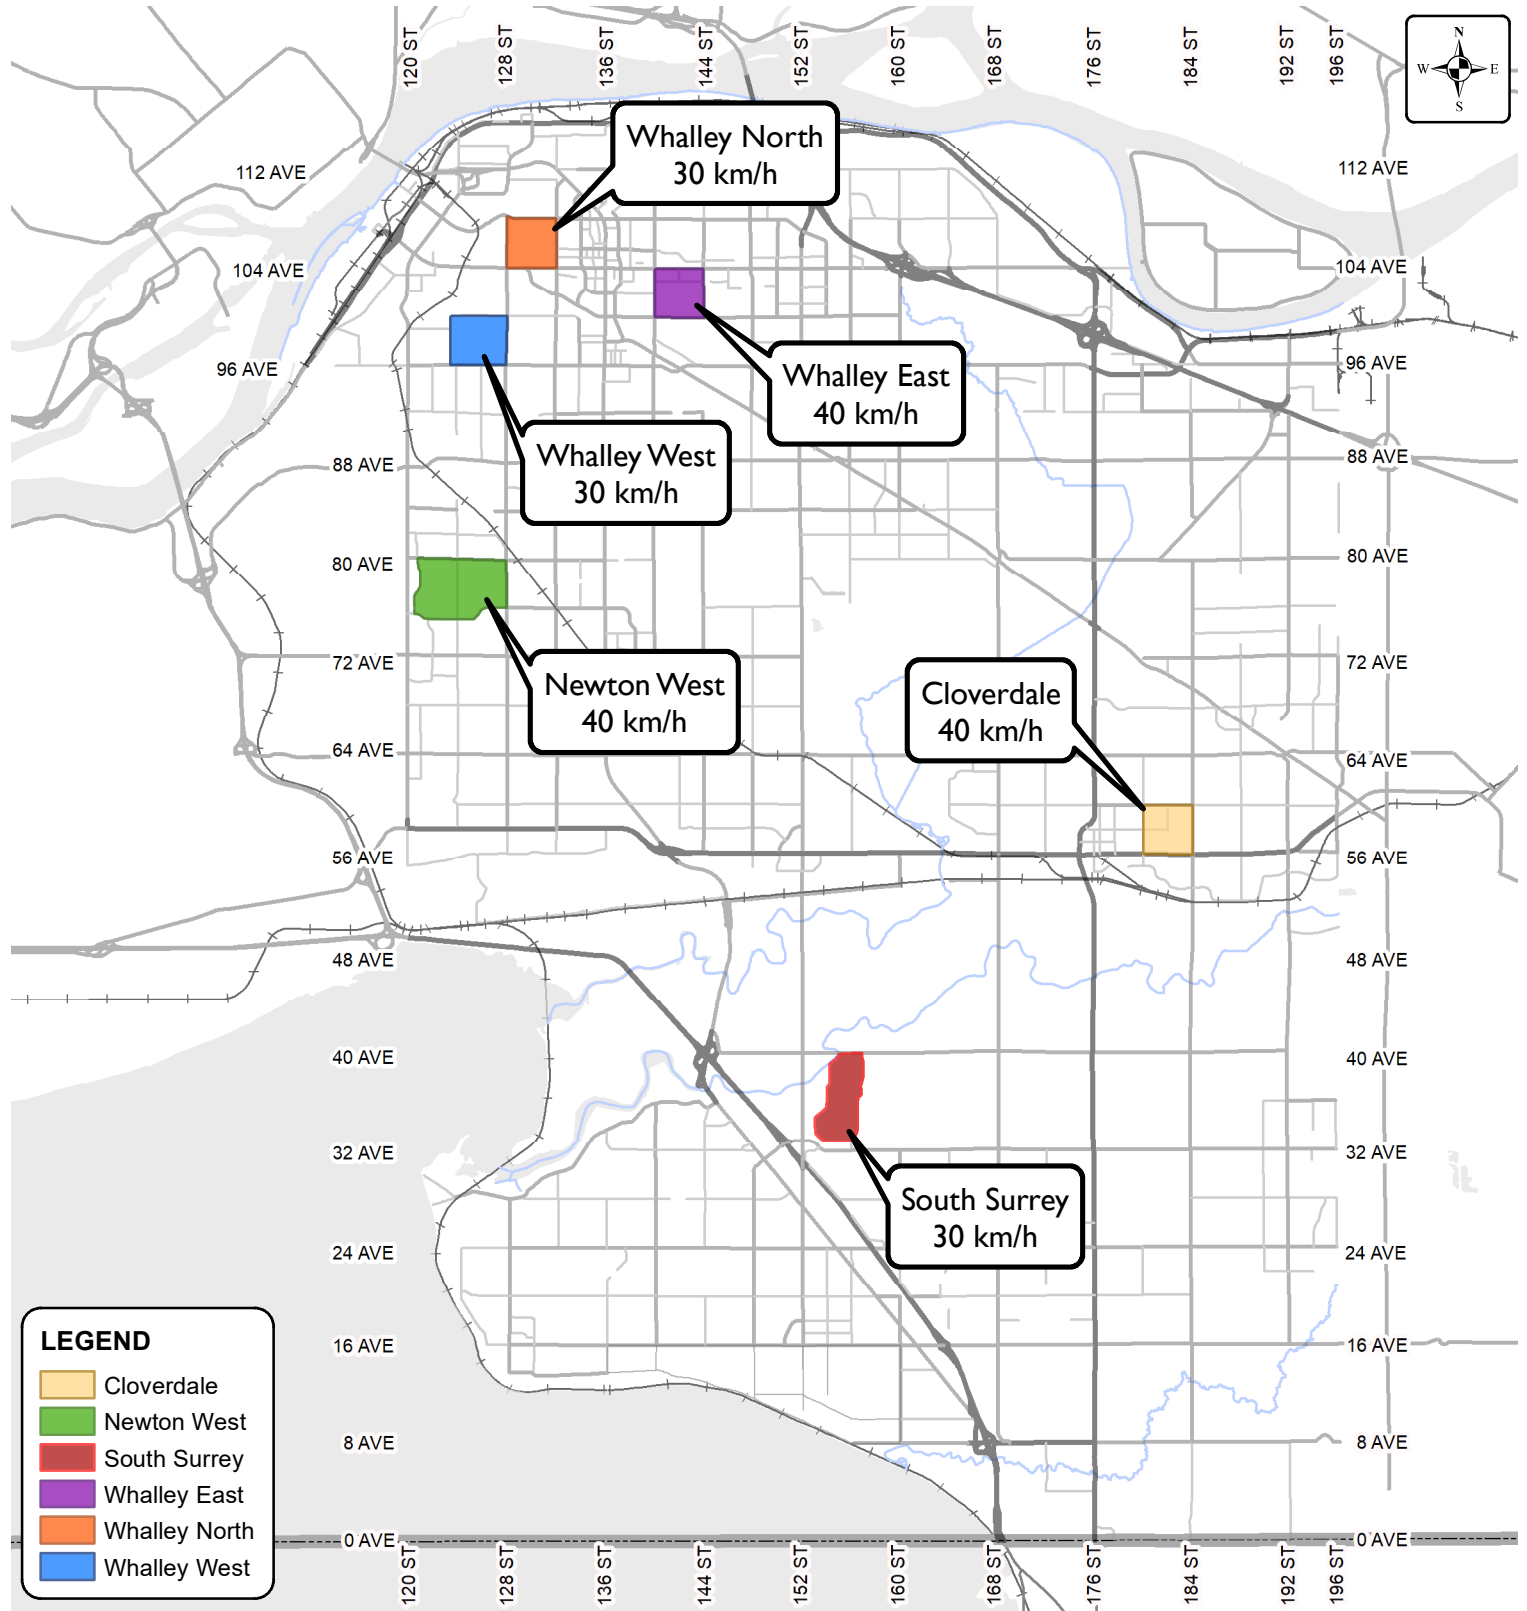 120 ST
128 ST
136 ST
144 ST
152 ST
160 ST
168 ST
176 ST
184 ST
192 ST
196 ST
N
W
E
S
Whalley North
30 km/h
112 AVE
112 AVE
104 AVE
104 AVE
96 AVE
96 AVE
Whalley East
40 km/h
Whalley West
30 km/h
88 AVE
88 AVE
80 AVE
80 AVE
72 AVE
72 AVE
Newton West
40 km/h
Cloverdale
40 km/h
64 AVE
64 AVE
56 AVE
56 AVE
48 AVE
48 AVE
40 AVE
40 AVE
32 AVE
32 AVE
South Surrey
30 km/h
24 AVE
24 AVE
16 AVE
16 AVE
8 AVE
8 AVE
0 AVE
0 AVE
LEGEND
Cloverdale
Newton West
South Surrey
Whalley East
Whalley North
Whalley West
120 ST
128 ST
136 ST
144 ST
152 ST
160 ST
168 ST
176 ST
184 ST
192 ST
196 ST